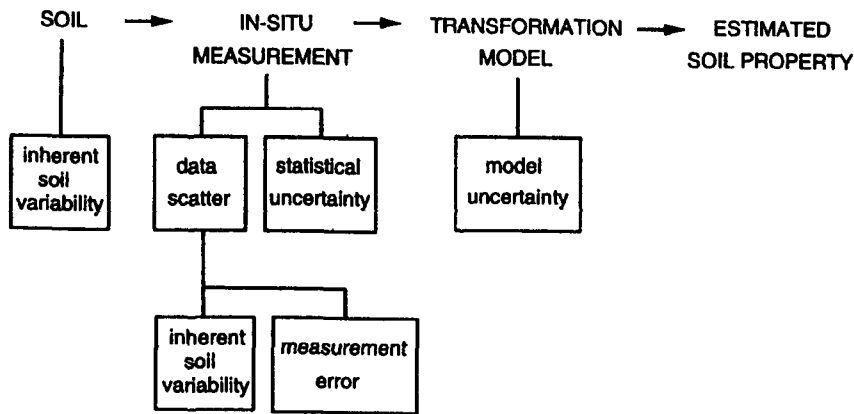 SOIL
IN-SITU
MEASUREMENT
TRANSFORMATION
MODEL
ESTIMATED
SOIL PROPERTY
inherent
soil
variability
data
scatter
statistical
uncertainty
model
uncertainty
inherent
soil
variability
measurement
error